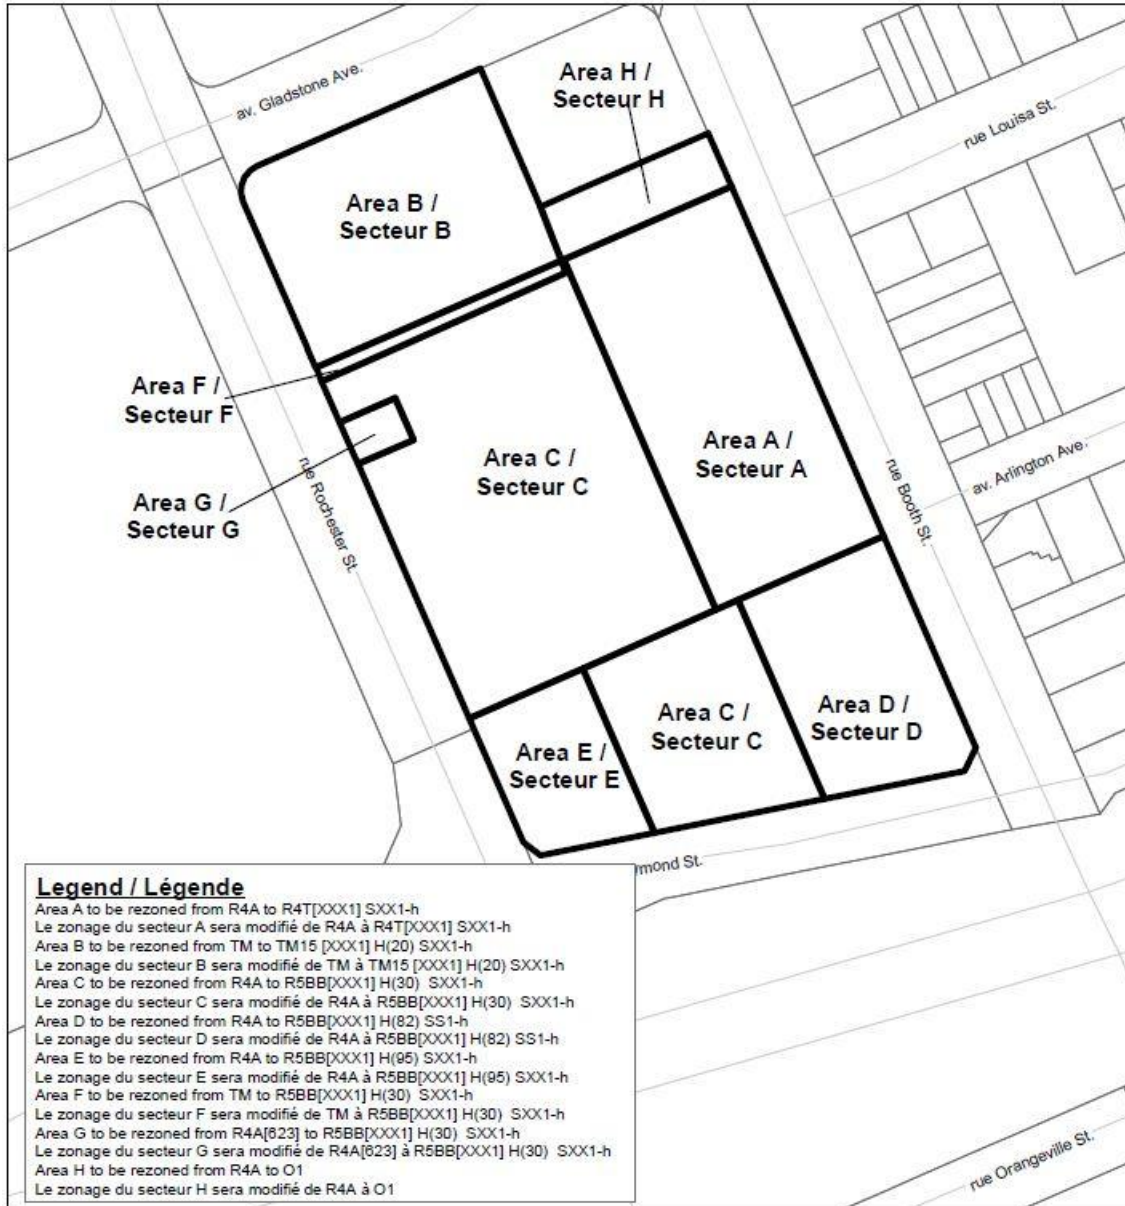 av. Gladstone Ave.
Area H /
Secteur H
rue Louisa St.
Area B /
Secteur B
Area F /
Secteur F
Area G /
Secteur G
rue Rochester St.
Area C /
Secteur C
Area A /
Secteur A
rue Booth St.
av. Arlington Ave.
Area E /
Secteur E
Area C /
Secteur C
Area D /
Secteur D
mond St.
rue Orangeville St.
Legend / Légende
Area A to be rezoned from R4A to R4T[XXX1] SXX1-h
Le zonage du secteur A sera modifié de R4A à R4T[XXX1] SXX1-h
Area B to be rezoned from TM to TM15 [XXX1] H(20) SXX1-h
Le zonage du secteur B sera modifié de TM à TM15 [XXX1] H(20) SXX1-h
Area C to be rezoned from R4A to R5BB[XXX1] H(30) SXX1-h
Le zonage du secteur C sera modifié de R4A à R5BB[XXX1] H(30) SXX1-h
Area D to be rezoned from R4A to R5BB[XXX1] H(82) SS1-h
Le zonage du secteur D sera modifié de R4A à R5BB[XXX1] H(82) SS1-h
Area E to be rezoned from R4A to R5BB[XXX1] H(95) SXX1-h
Le zonage du secteur E sera modifié de R4A à R5BB[XXX1] H(95) SXX1-h
Area F to be rezoned from TM to R5BB[XXX1] H(30) SXX1-h
Le zonage du secteur F sera modifié de TM à R5BB[XXX1] H(30) SXX1-h
Area G to be rezoned from R4A[623] to R5BB[XXX1] H(30) SXX1-h
Le zonage du secteur G sera modifié de R4A[623] à R5BB[XXX1] H(30) SXX1-h
Area H to be rezoned from R4A to O1
Le zonage du secteur H sera modifié de R4A à O1